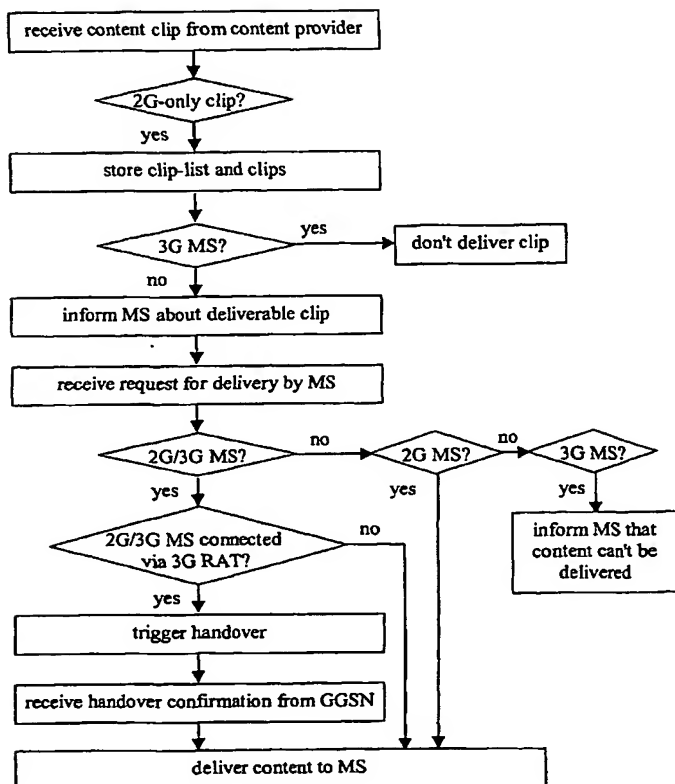 receive content clip from content provider
2G-only clip?
yes
store clip-list and clips
3G MS?
yes
don't deliver clip
no
inform MS about deliverable clip
receive request for delivery by MS
2G/3G MS?
no
2G MS?
no
3G MS?
yes
yes
yes
2G/3G MS connected
via 3G RAT?
no
inform MS that
content can't be
delivered
yes
trigger handover
receive handover confirmation from GGSN
deliver content to MS